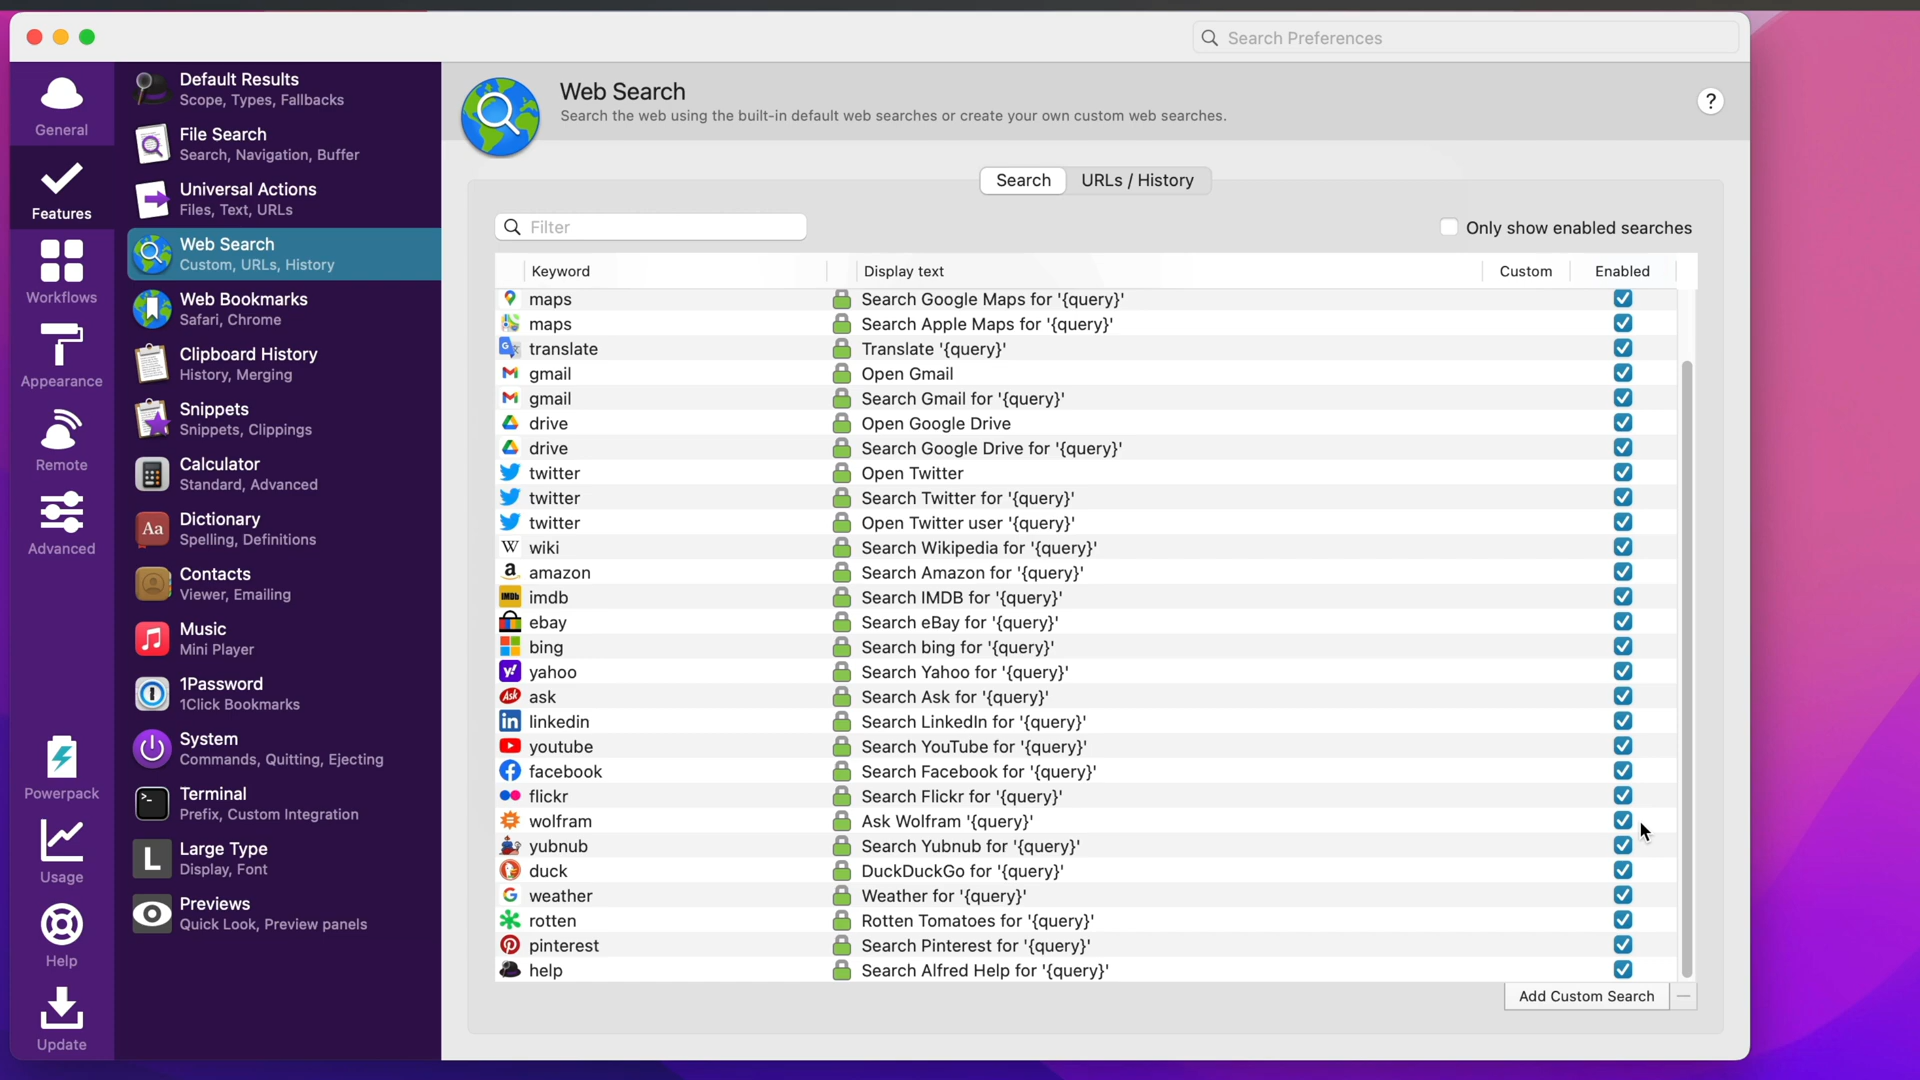 Search Preferences
General
Features
Workflows
Appearance
Remote
Advanced
Powerpack
Usage
Help
Update
Default Results
Scope, Types, Fallbacks
File Search
Search, Navigation, Buffer
Universal Actions
Files, Text, URLs
Web Search
Custom, URLs, History
Web Bookmarks
Safari, Chrome
Clipboard History
History, Merging
Snippets
Snippets, Clippings
Calculator
Standard, Advanced
Aa
Dictionary
Spelling, Definitions
Contacts
Viewer, Emailing
Music
Mini Player
1Password
1Click Bookmarks
System
Commands, Quitting, Ejecting
Terminal
Prefix, Custom Integration
L
Large Type
Display, Font
Previews
Quick Look, Preview panels
Web Search
Search the web using the built-in default web searches or create your own custom web searches.
?
Search URLs / History
Filter
Only show enabled searches
Keyword Display text Custom Enabled
maps Search Google Maps for '{query}'
maps Search Apple Maps for '{query}'
translate Translate '{query}'
gmail Open Gmail
gmail Search Gmail for '{query}'
drive Open Google Drive
drive Search Google Drive for '{query}'
twitter Open Twitter
twitter Search Twitter for '{query}'
twitter Open Twitter user '{query}'
W wiki Search Wikipedia for '{query}'
a amazon Search Amazon for '{query}'
IMDb imdb Search IMDB for '{query}'
ebay Search eBay for '{query}'
bing Search bing for '{query}'
y! yahoo Search Yahoo for '{query}'
Ask ask Search Ask for '{query}'
in linkedin Search LinkedIn for '{query}'
youtube Search YouTube for '{query}'
facebook Search Facebook for '{query}'
flickr Search Flickr for '{query}'
wolfram Ask Wolfram '{query}'
yubnub Search Yubnub for '{query}'
duck DuckDuckGo for '{query}'
G weather Weather for '{query}'
rotten Rotten Tomatoes for '{query}'
pinterest Search Pinterest for '{query}'
help Search Alfred Help for '{query}'
Add Custom Search